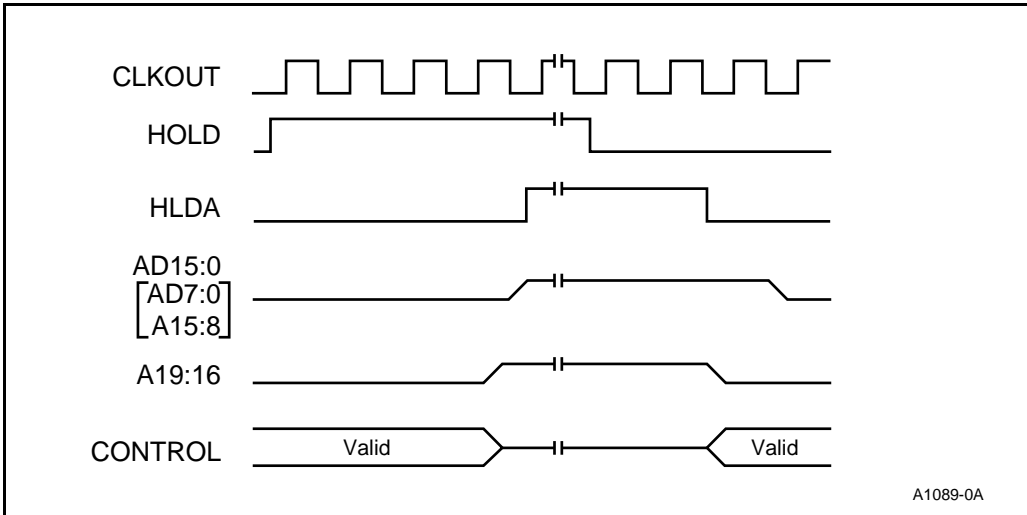 CLKOUT
HOLD
HLDA
AD15:0
AD7:0
A15:8
A19:16
CONTROL
Valid
Valid
A1089-0A